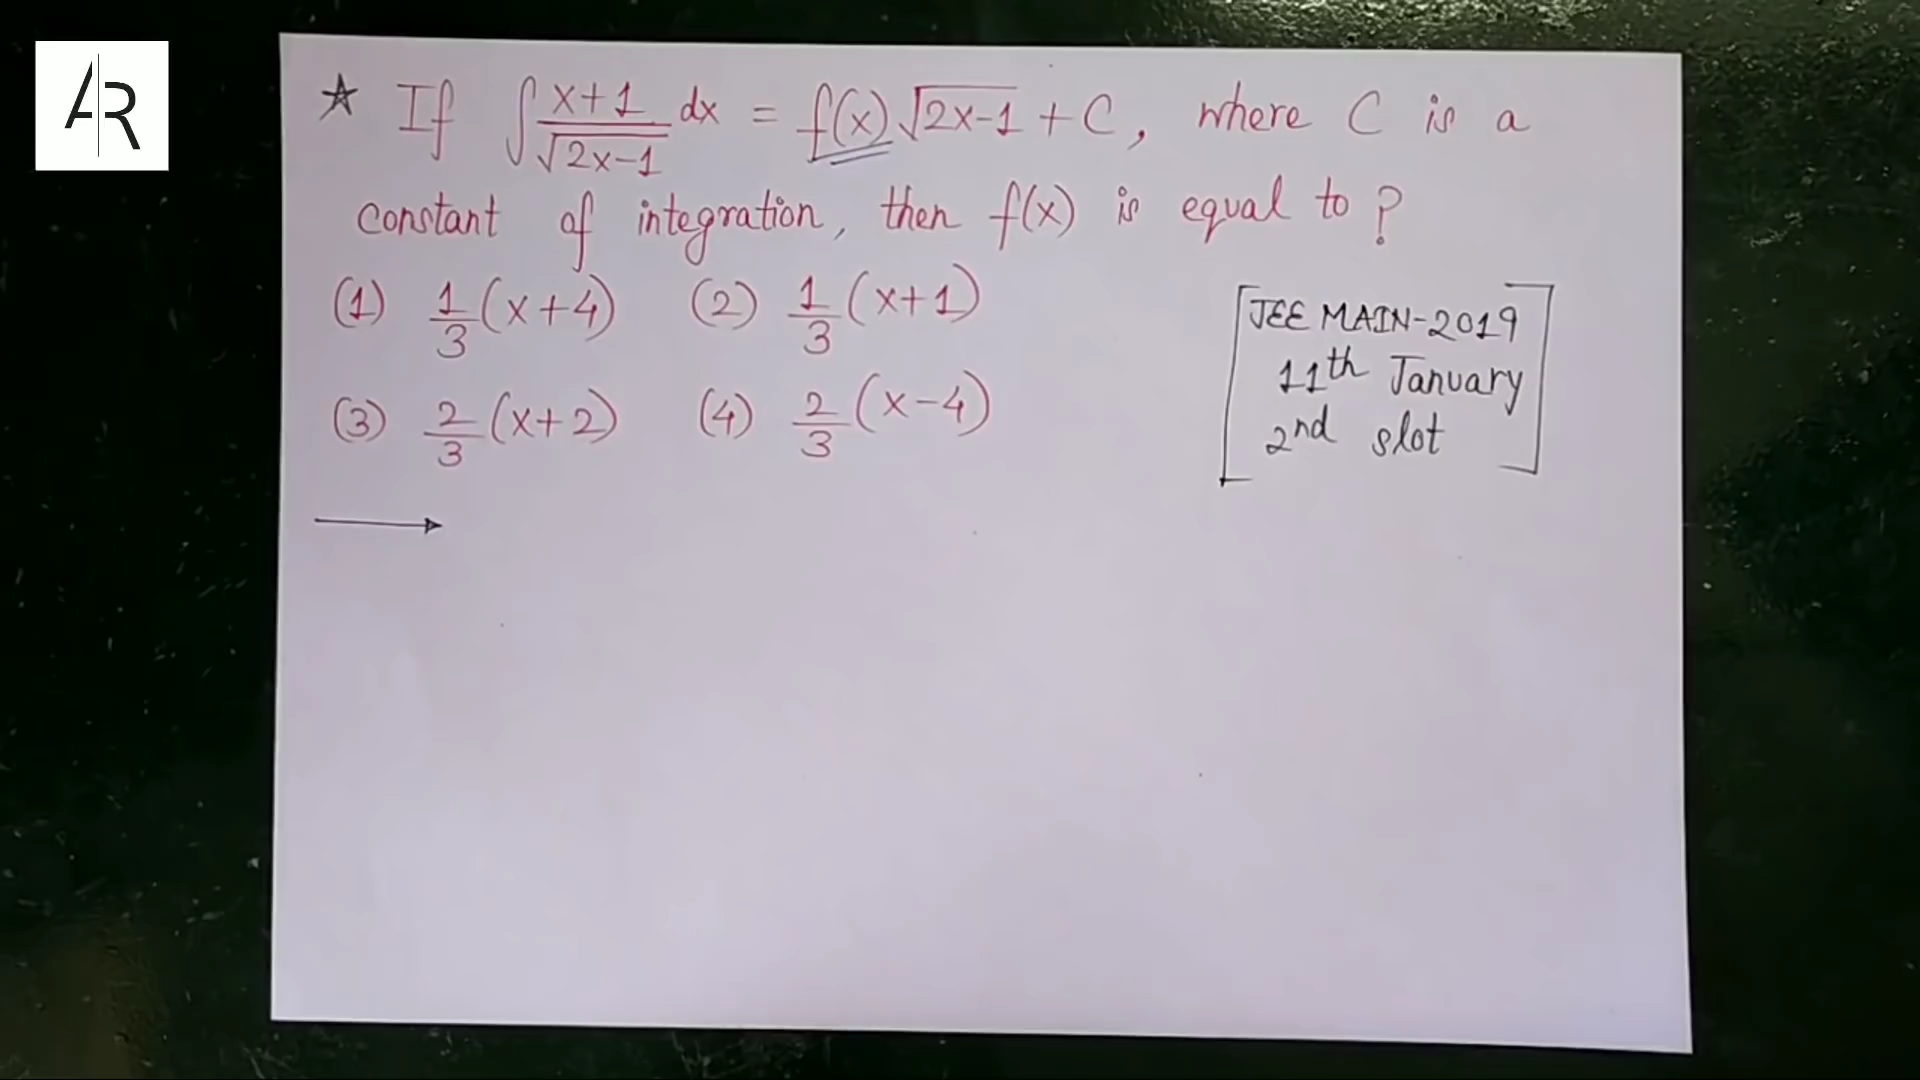 AR
☆ If ∫ (x+1)/√(2x-1) dx = f(x) √(2x-1) + C, where C is a
constant of integration, then f(x) is equal to ?
(1) 1/3 (x+4) (2) 1/3 (x+1)
(3) 2/3 (x+2) (4) 2/3 (x-4)
[JEE MAIN-2019
11th January
2nd slot]